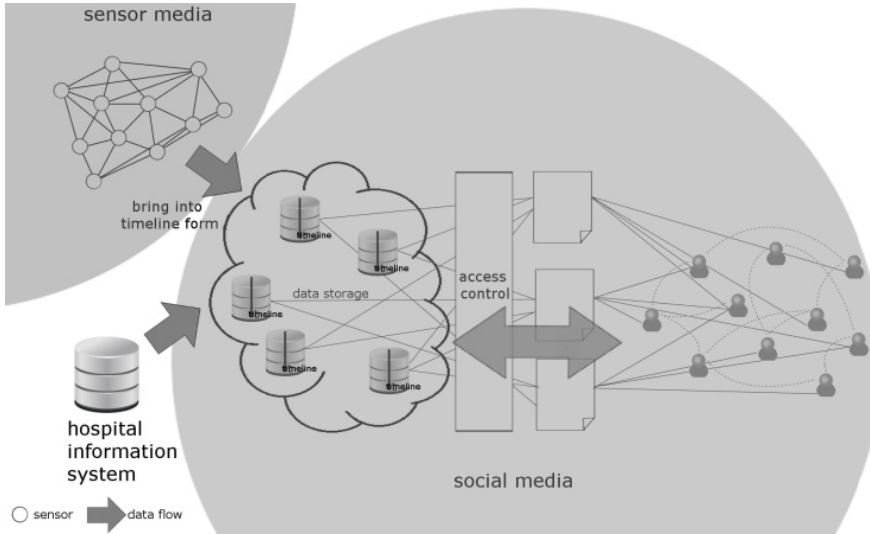 sensor media
bring into
timeline form
timeline
timeline
data storage
timeline
timeline
timeline
access
control
hospital
information
system
social media
sensor
data flow